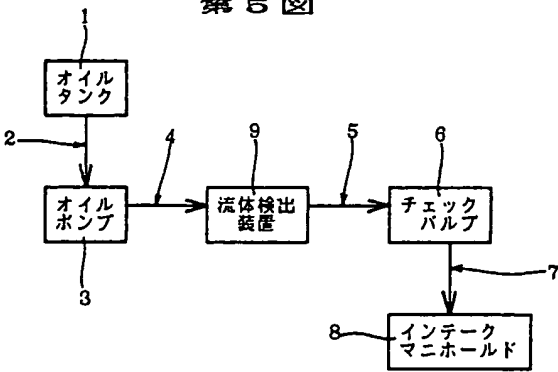 第5図
1
オイル
タンク
2
4
9
5
6
オイル
ポンプ
流体検出
装置
チェック
バルブ
3
7
8
インテーク
マニホールド